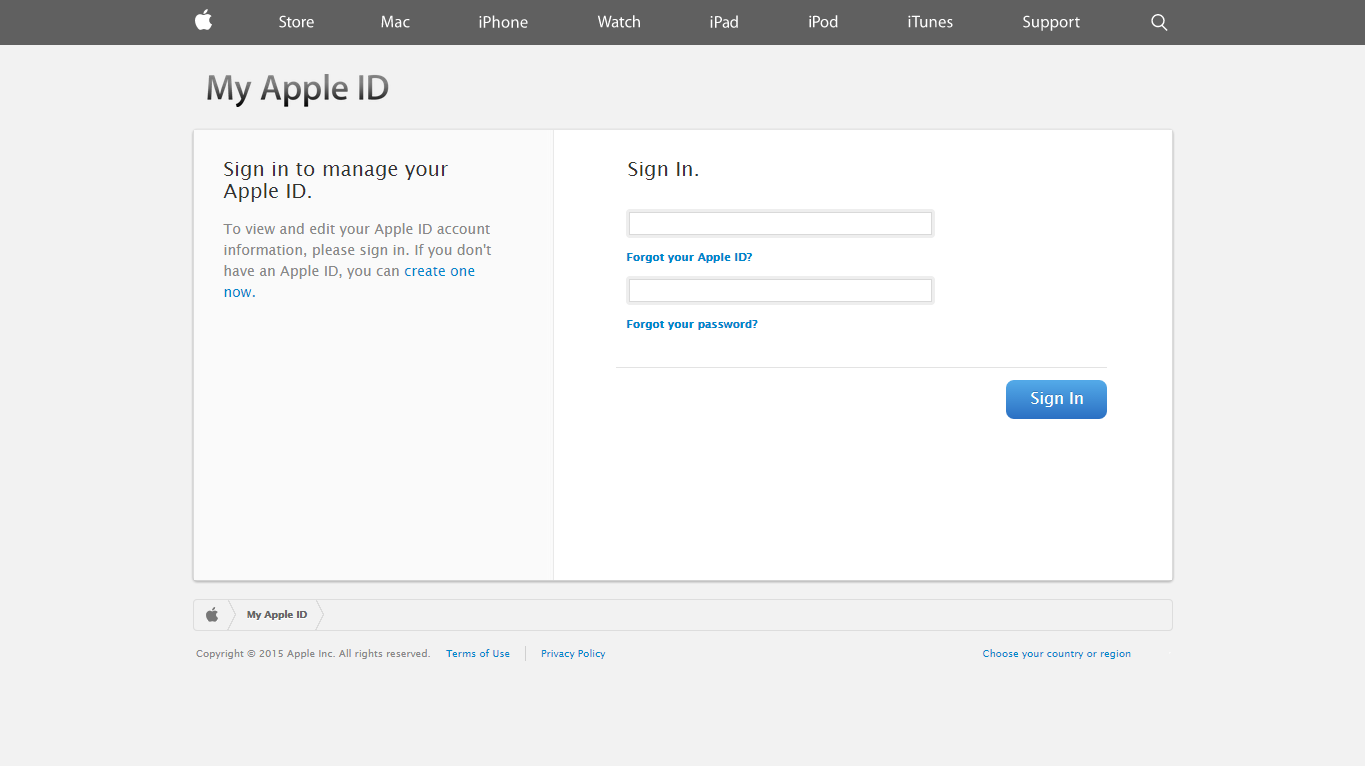 Store Mac iPhone Watch iPad iPod iTunes Support
My Apple ID
Sign in to manage your
Apple ID.
To view and edit your Apple ID account
information, please sign in. If you don't
have an Apple ID, you can create one
now.
Sign In.
Forgot your Apple ID?
Forgot your password?
Sign In
My Apple ID
Copyright © 2015 Apple Inc. All rights reserved. Terms of Use Privacy Policy Choose your country or region